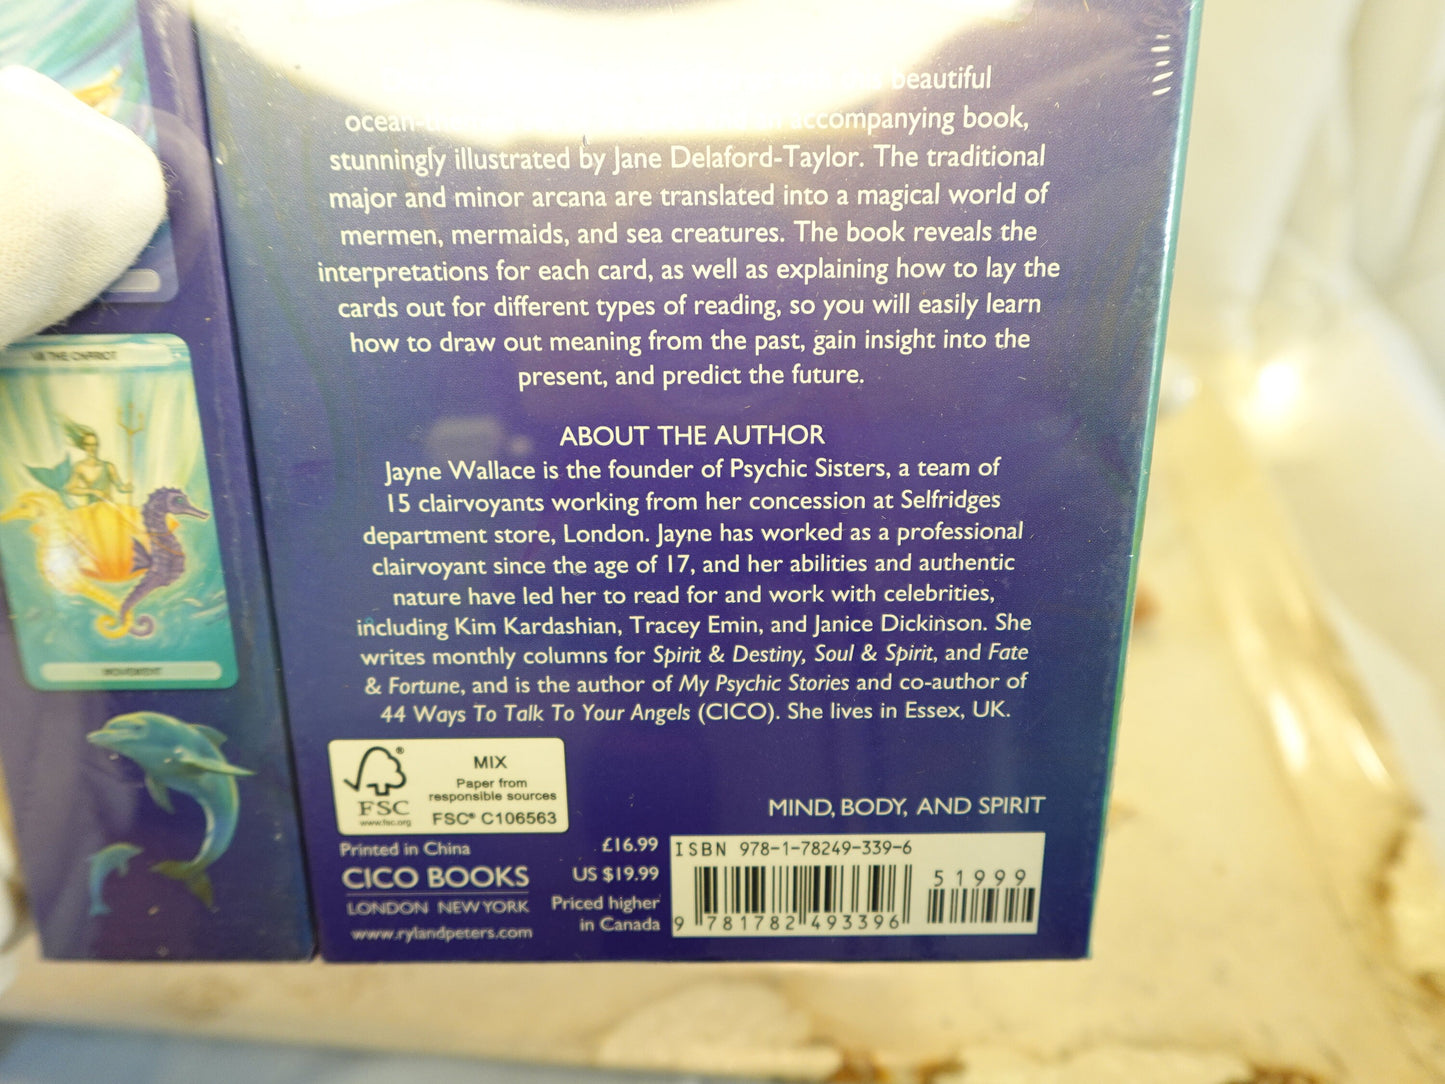 beautiful
accompanying book,
stunningly illustrated by Jane Delaford-Taylor. The traditional
major and minor arcana are translated into a magical world of
mermen, mermaids, and sea creatures. The book reveals the
interpretations for each card, as well as explaining how to lay the
cards out for different types of reading, so you will easily learn
how to draw out meaning from the past, gain insight into the
present, and predict the future.
ABOUT THE AUTHOR
Jayne Wallace is the founder of Psychic Sisters, a team of
15 clairvoyants working from her concession at Selfridges
department store, London. Jayne has worked as a professional
clairvoyant since the age of 17, and her abilities and authentic
nature have led her to read for and work with celebrities,
including Kim Kardashian, Tracey Emin, and Janice Dickinson. She
writes monthly columns for Spirit & Destiny, Soul & Spirit, and Fate
& Fortune, and is the author of My Psychic Stories and co-author of
44 Ways To Talk To Your Angels (CICO). She lives in Essex, UK.
VII THE CHARIOT
MOVEMENT
FSC®
www.fsc.org
MIX
Paper from
responsible sources
FSC® C106563
MIND, BODY, AND SPIRIT
Printed in China
CICO BOOKS
LONDON NEW YORK
www.rylandpeters.com
£16.99
US $19.99
Priced higher
in Canada
ISBN 978-1-78249-339-6
51999
9 781782 493396